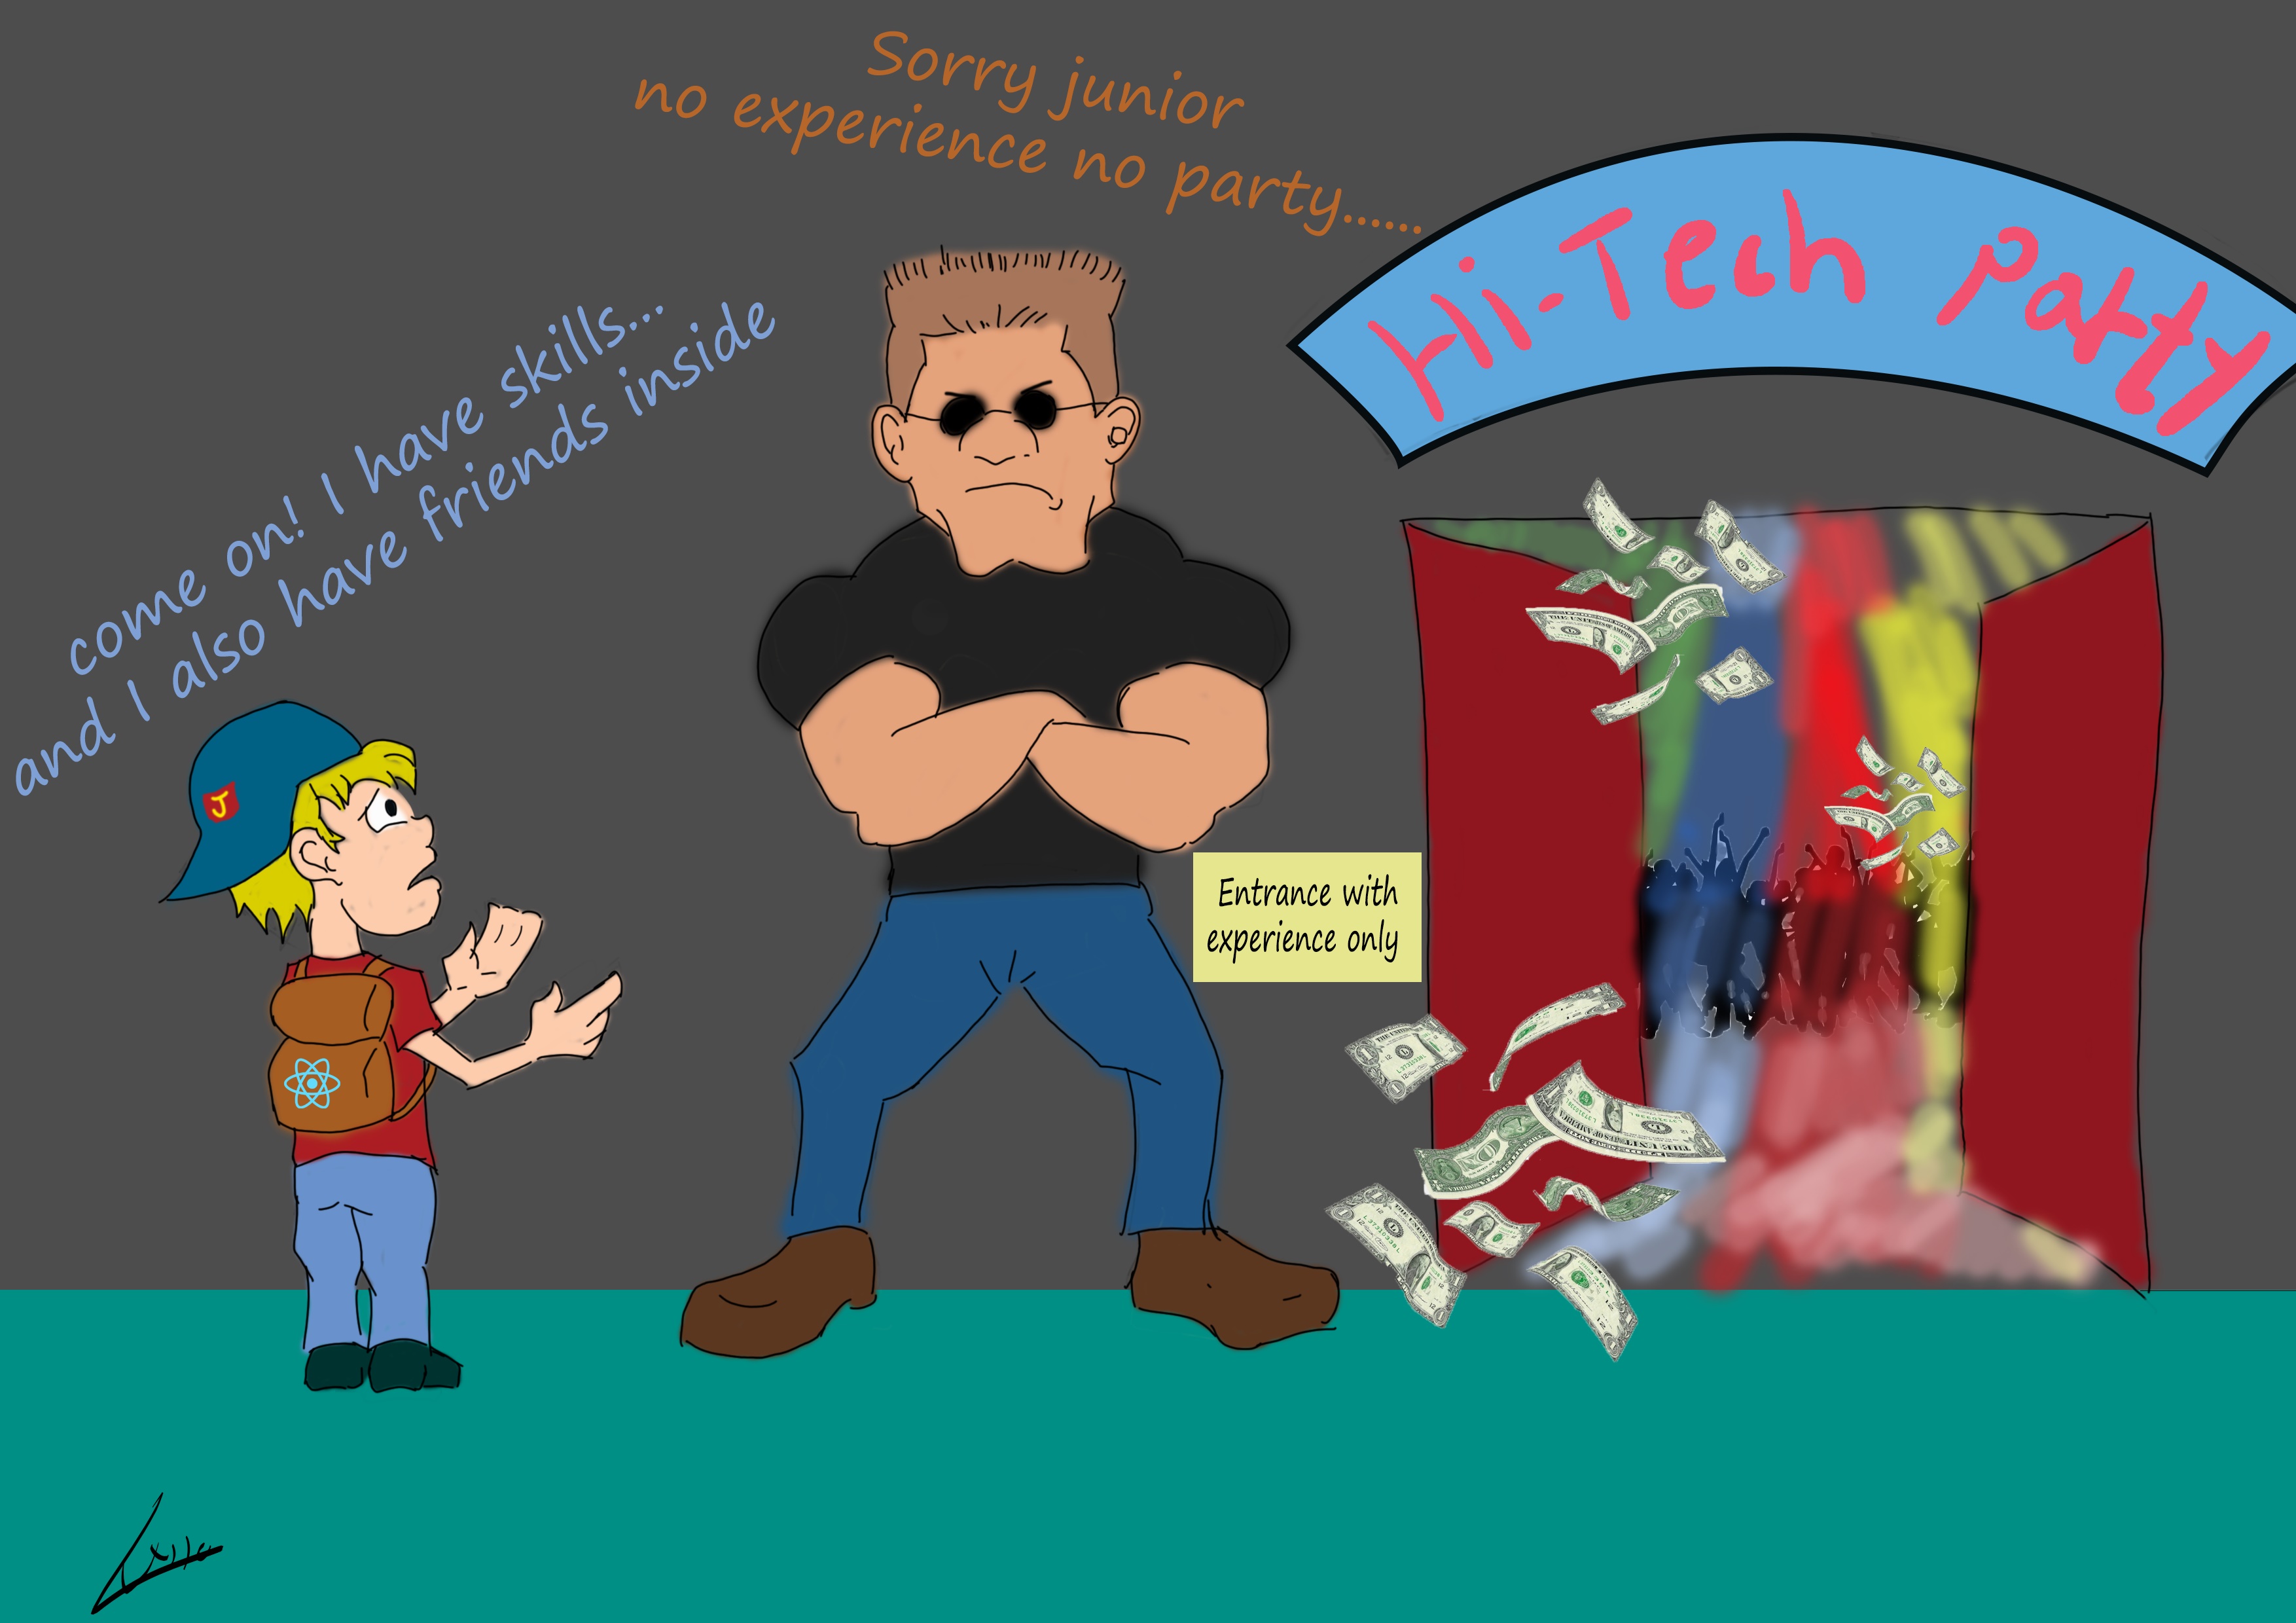 Sorry junior
no experience no party......
Hi-Tech party
come on! I have skills...
and I also have friends inside
J
Entrance with
experience only